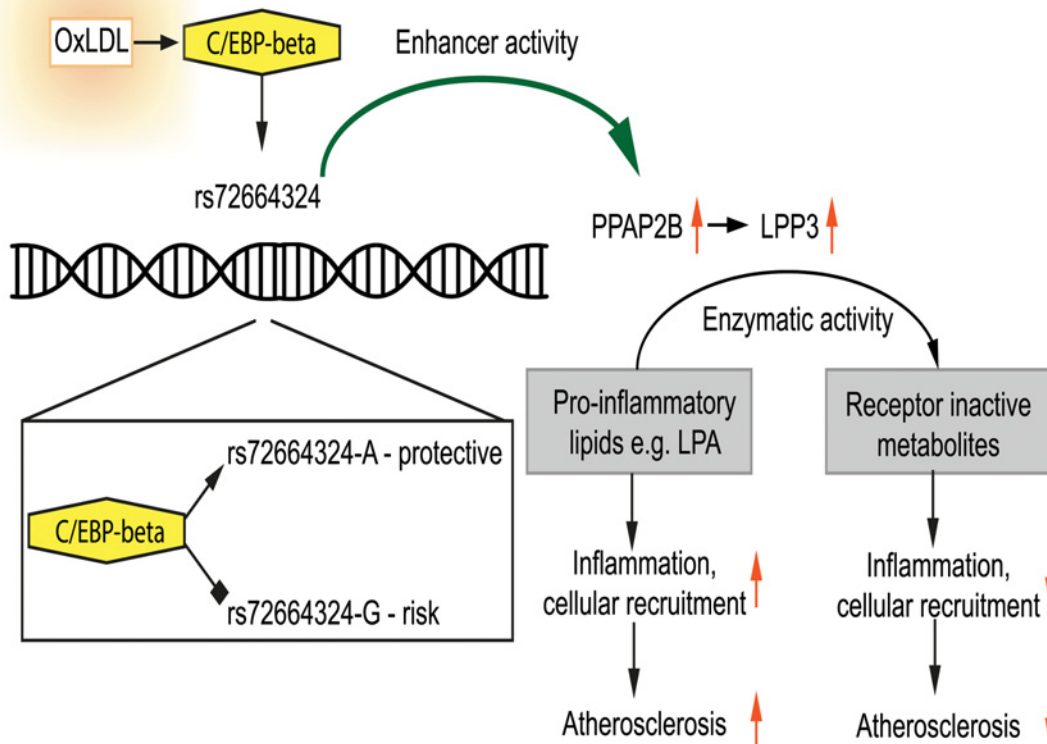 OxLDL
C/EBP-beta
Enhancer activity
rs72664324
PPAP2B
LPP3
Enzymatic activity
Pro-inflammatory
lipids e.g. LPA
Receptor inactive
metabolites
rs72664324-A - protective
C/EBP-beta
rs72664324-G - risk
Inflammation,
cellular recruitment
Inflammation,
cellular recruitment
Atherosclerosis
Atherosclerosis